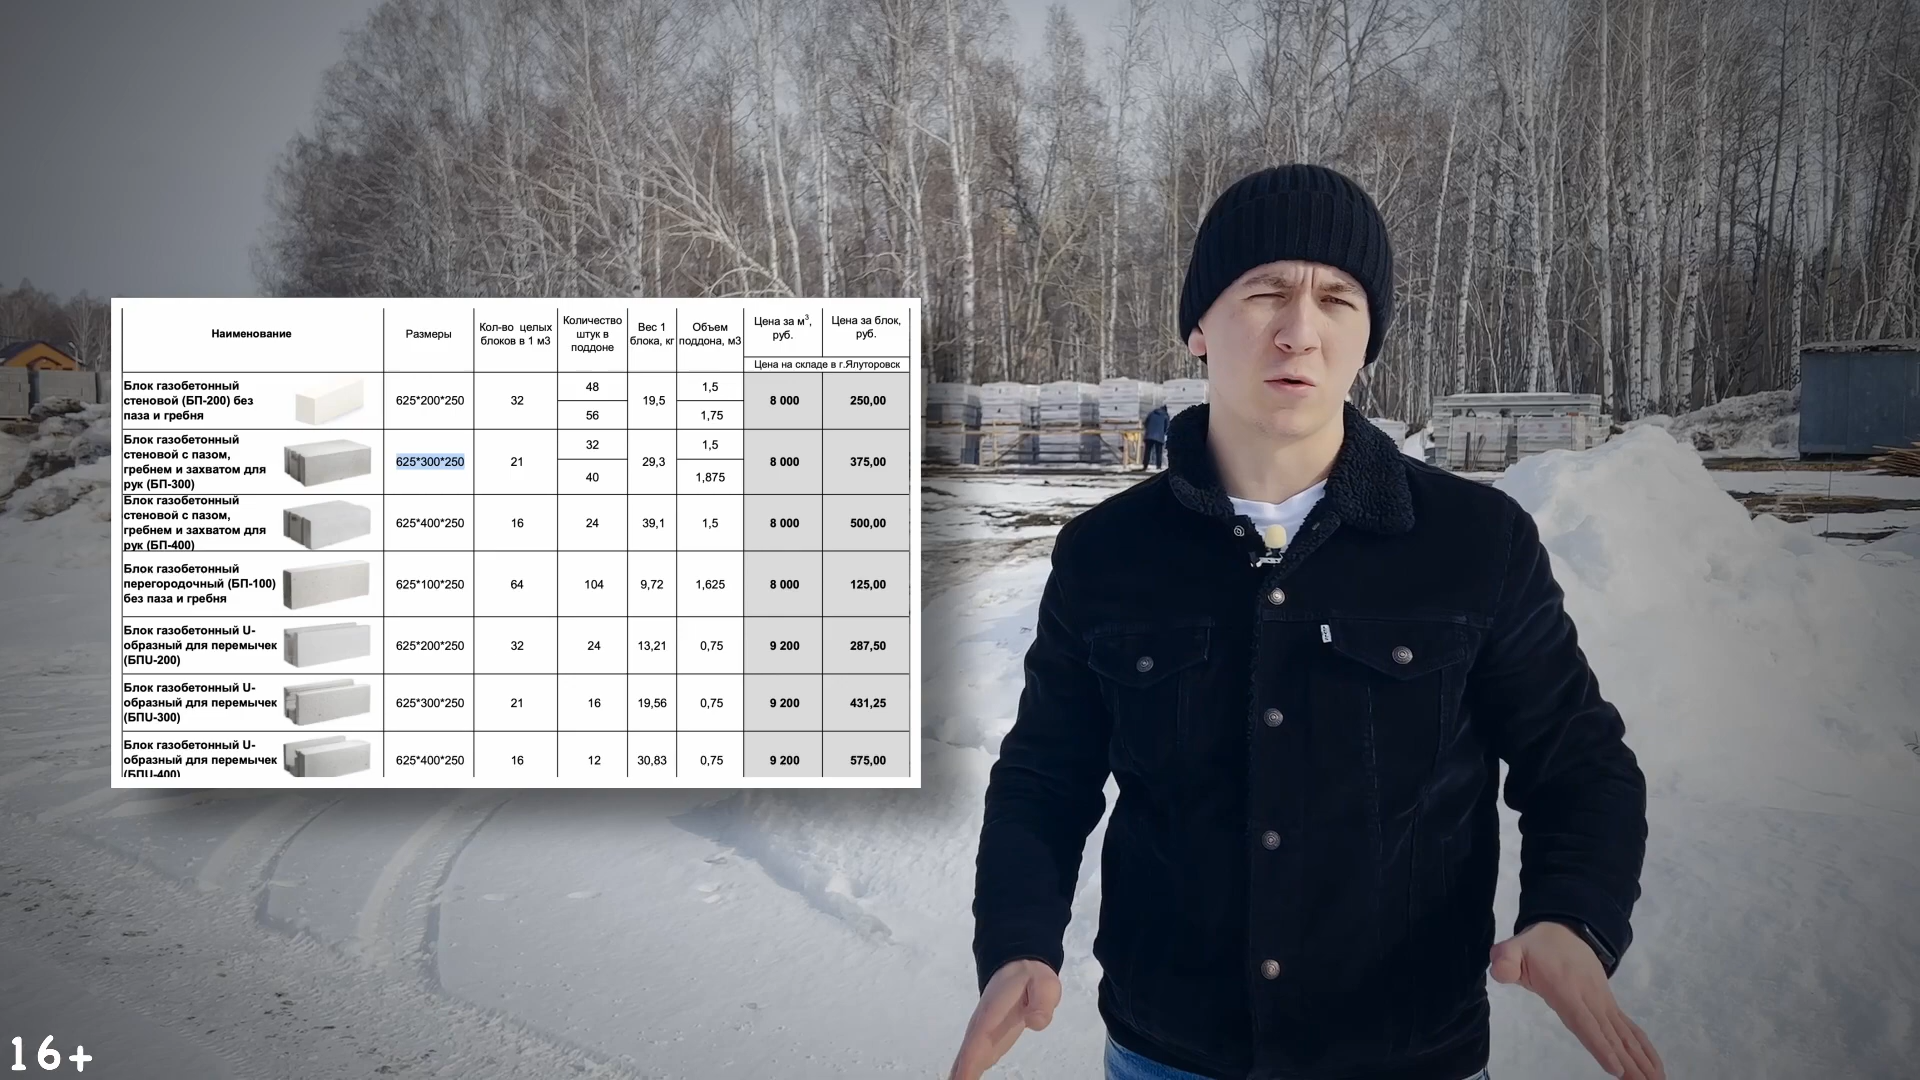 Наименование
Размеры
Кол-во целых
блоков в 1 м3
Количество
штук в
поддоне
Вес 1
блока, кг
Объем
поддона, м3
Цена за м3,
руб.
Цена за блок,
руб.
Цена на складе в г.Ялуторовск
Блок газобетонный
стеновой (БП-200) без
паза и гребня
625*200*250
32
48
56
19,5
1,5
1,75
8 000
250,00
Блок газобетонный
стеновой с пазом,
гребнем и захватом для
рук (БП-300)
625*300*250
21
32
40
29,3
1,5
1,875
8 000
375,00
Блок газобетонный
стеновой с пазом,
гребнем и захватом для
рук (БП-400)
625*400*250
16
24
39,1
1,5
8 000
500,00
Блок газобетонный
перегородочный (БП-100)
без паза и гребня
625*100*250
64
104
9,72
1,625
8 000
125,00
Блок газобетонный U-
образный для перемычек
(БПU-200)
625*200*250
32
24
13,21
0,75
9 200
287,50
Блок газобетонный U-
образный для перемычек
(БПU-300)
625*300*250
21
16
19,56
0,75
9 200
431,25
Блок газобетонный U-
образный для перемычек
(БПU-400)
625*400*250
16
12
30,83
0,75
9 200
575,00
16+